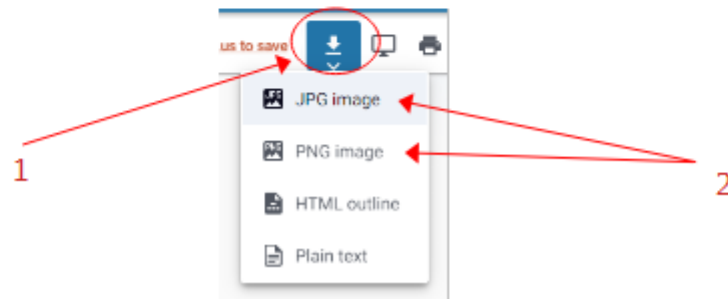 us to save
JPG image
1
PNG image
2
HTML outline
Plain text